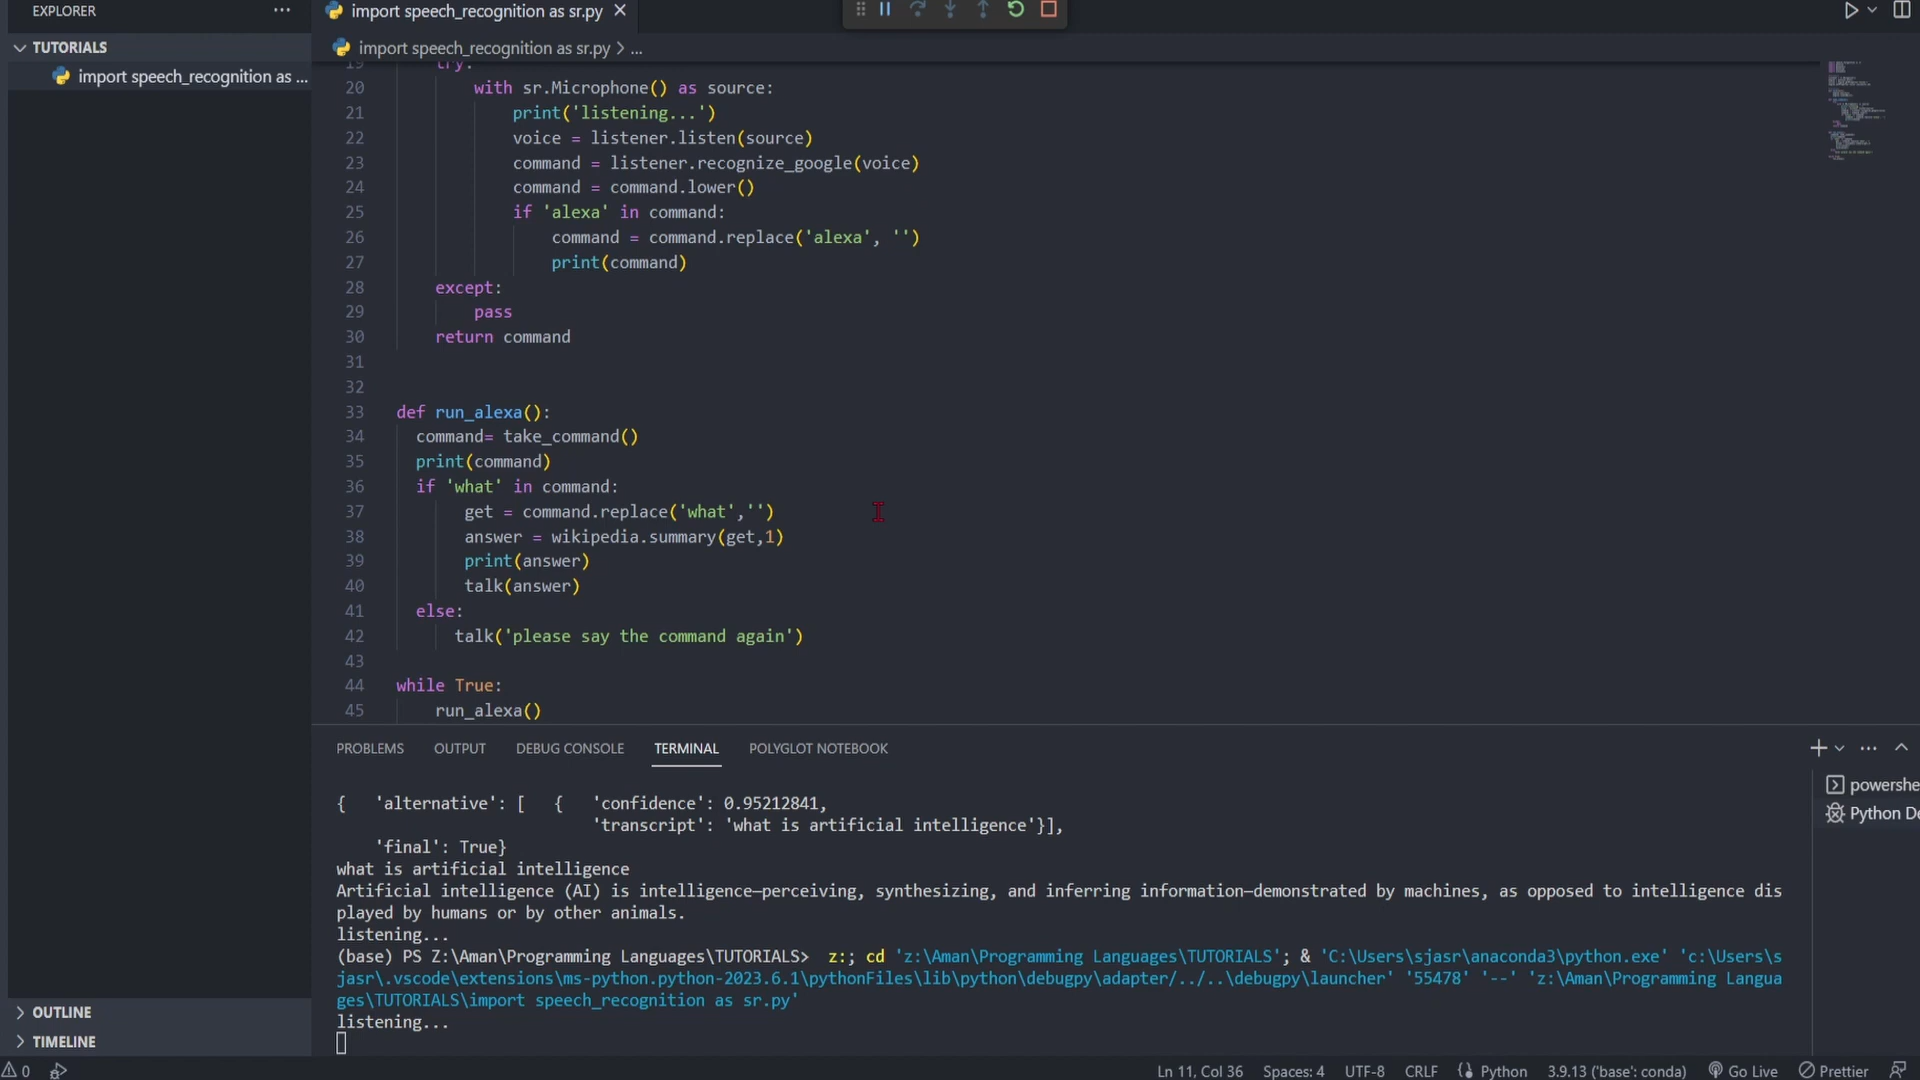 EXPLORER
···
import speech_recognition as sr.py
TUTORIALS
import speech_recognition as ...
import speech_recognition as sr.py > ...
19 try:
20 with sr.Microphone() as source:
21 print('listening...')
22 voice = listener.listen(source)
23 command = listener.recognize_google(voice)
24 command = command.lower()
25 if 'alexa' in command:
26 command = command.replace('alexa', '')
27 print(command)
28 except:
29 pass
30 return command
31
32
33 def run_alexa():
34 command= take_command()
35 print(command)
36 if 'what' in command:
37 get = command.replace('what','')
38 answer = wikipedia.summary(get,1)
39 print(answer)
40 talk(answer)
41 else:
42 talk('please say the command again')
43
44 while True:
45 run_alexa()
PROBLEMS OUTPUT DEBUG CONSOLE TERMINAL POLYGLOT NOTEBOOK
{ 'alternative': [ { 'confidence': 0.95212841,
'transcript': 'what is artificial intelligence'}],
'final': True}
what is artificial intelligence
Artificial intelligence (AI) is intelligence—perceiving, synthesizing, and inferring information—demonstrated by machines, as opposed to intelligence dis
played by humans or by other animals.
listening...
(base) PS Z:\Aman\Programming Languages\TUTORIALS> z:; cd 'z:\Aman\Programming Languages\TUTORIALS'; & 'C:\Users\sjasr\anaconda3\python.exe' 'c:\Users\s
jasr\.vscode\extensions\ms-python.python-2023.6.1\pythonFiles\lib\python\debugpy\adapter/../..\debugpy\launcher' '55478' '--' 'z:\Aman\Programming Langua
ges\TUTORIALS\import speech_recognition as sr.py'
listening...
powershe
Python De
OUTLINE
TIMELINE
0
Ln 11, Col 36 Spaces: 4 UTF-8 CRLF Python 3.9.13 ('base': conda) Go Live Prettier